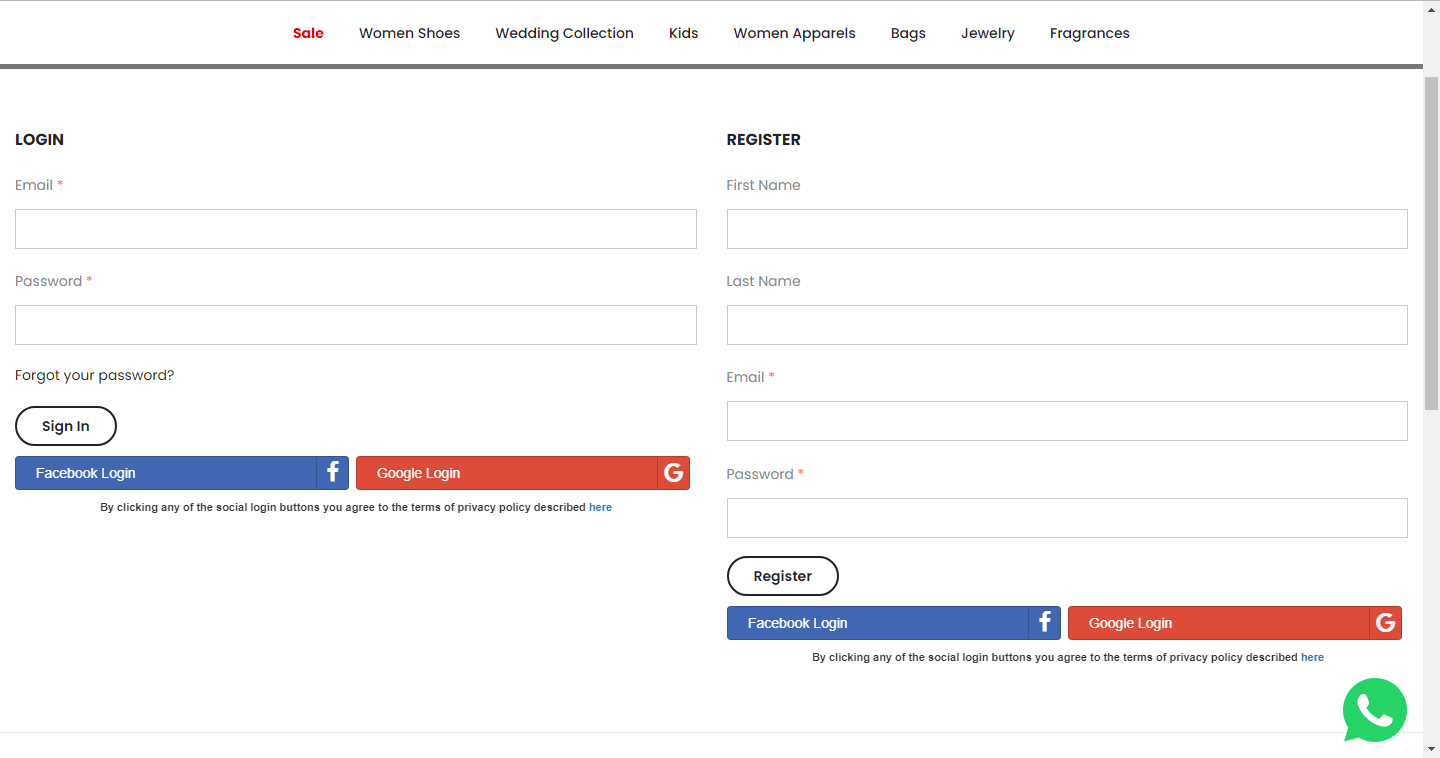 Sale Women Shoes Wedding Collection Kids Women Apparels Bags Jewelry Fragrances
LOGIN
Email *
Password *
Forgot your password?
Sign In
Facebook Login
Google Login
By clicking any of the social login buttons you agree to the terms of privacy policy described here
REGISTER
First Name
Last Name
Email *
Password *
Register
Facebook Login
Google Login
By clicking any of the social login buttons you agree to the terms of privacy policy described here